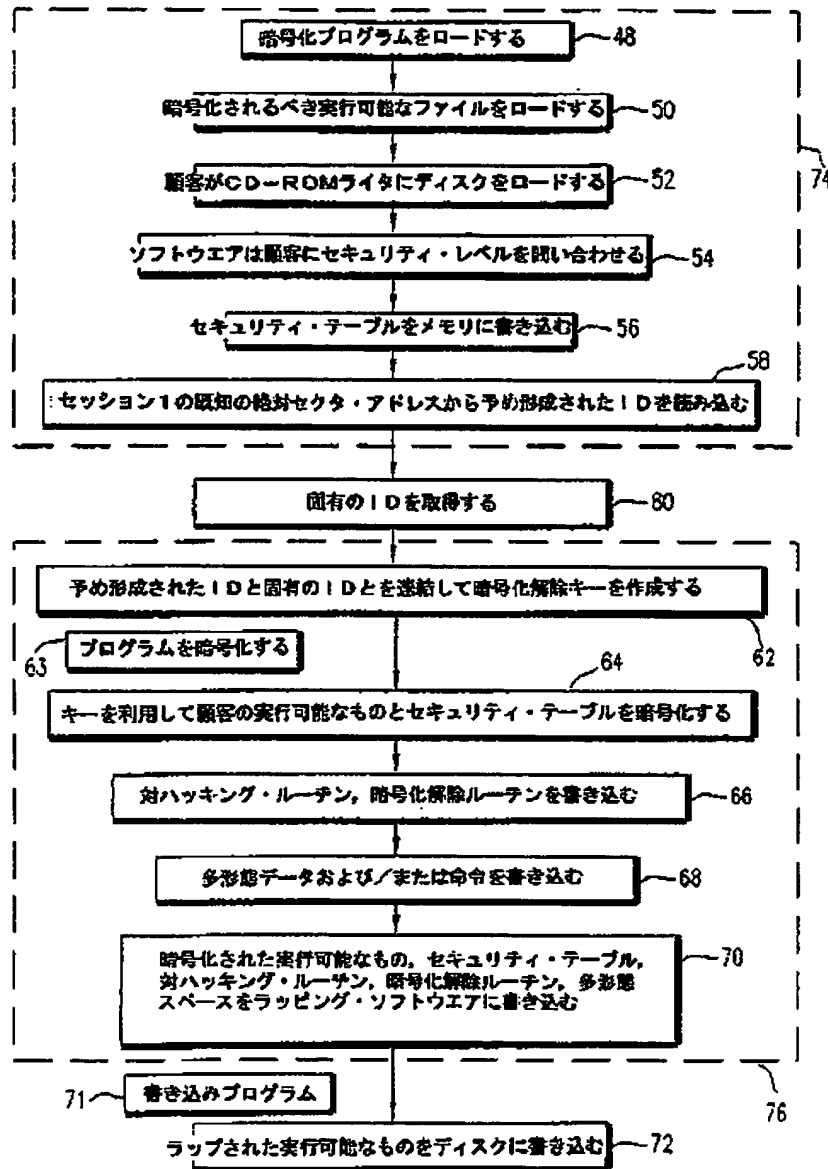 暗号化プログラムをロードする 48
暗号化されるべき実行可能なファイルをロードする 50
顧客がCD-ROMライタにディスクをロードする 52
74
ソフトウエアは顧客にセキュリティ・レベルを問い合わせる 54
セキュリティ・テーブルをメモリに書き込む 56
58
セッション1の既知の絶対セクタ・アドレスから予め形成されたIDを読み込む
固有のIDを取得する 60
予め形成されたIDと固有のIDとを連結して暗号化解除キーを作成する
62
63 プログラムを暗号化する
64
キーを利用して顧客の実行可能なものとセキュリティ・テーブルを暗号化する
対ハッキング・ルーチン,暗号化解除ルーチンを書き込む 66
多形態データおよび/または命令を書き込む 68
暗号化された実行可能なもの,セキュリティ・テーブル,
対ハッキング・ルーチン,暗号化解除ルーチン,多形態
スペースをラッピング・ソフトウエアに書き込む
70
71 書き込みプログラム
76
ラップされた実行可能なものをディスクに書き込む 72